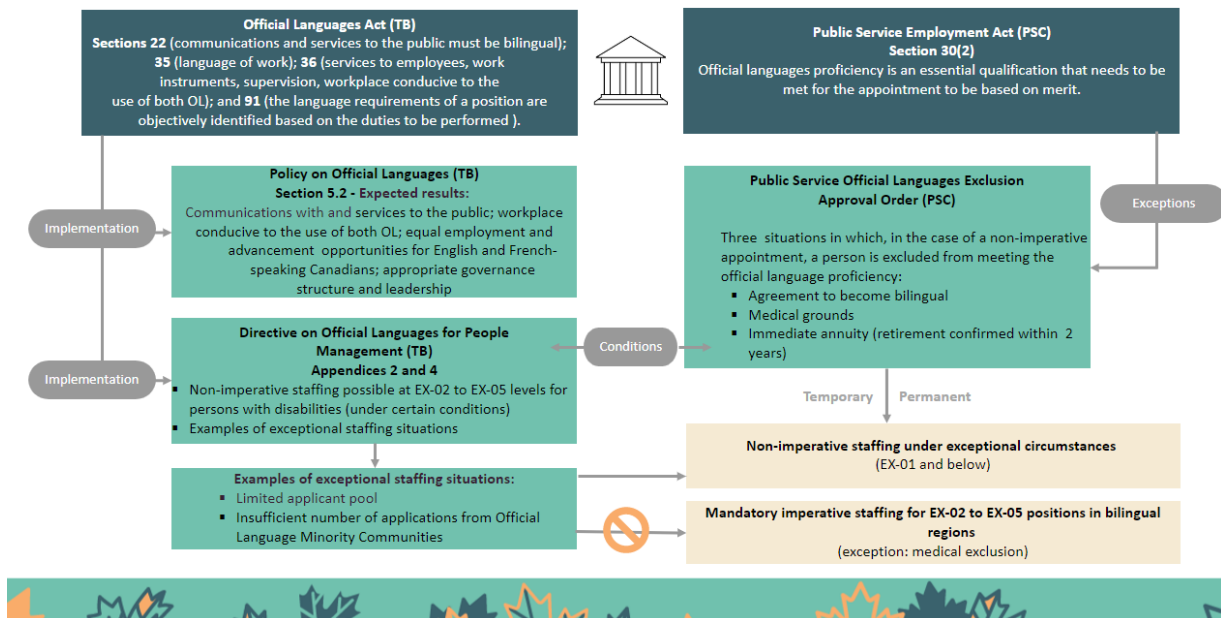 Official Languages Act (TB)
Sections 22 (communications and services to the public must be bilingual);
35 (language of work); 36 (services to employees, work
instruments, supervision, workplace conducive to the
use of both OL); and 91 (the language requirements of a position are
objectively identified based on the duties to be performed ).
Public Service Employment Act (PSC)
Section 30(2)
Official languages proficiency is an essential qualification that needs to be
met for the appointment to be based on merit.
Implementation
Policy on Official Languages (TB)
Section 5.2 - Expected results:
Communications with and services to the public; workplace
conducive to the use of both OL; equal employment and
advancement opportunities for English and French-
speaking Canadians; appropriate governance
structure and leadership
Public Service Official Languages Exclusion
Approval Order (PSC)
Three situations in which, in the case of a non-imperative
appointment, a person is excluded from meeting the
official language proficiency:
▪ Agreement to become bilingual
▪ Medical grounds
▪ Immediate annuity (retirement confirmed within 2
years)
Exceptions
Implementation
Directive on Official Languages for People
Management (TB)
Appendices 2 and 4
▪ Non-imperative staffing possible at EX-02 to EX-05 levels for
persons with disabilities (under certain conditions)
▪ Examples of exceptional staffing situations
Conditions
Temporary
Permanent
Examples of exceptional staffing situations:
▪ Limited applicant pool
▪ Insufficient number of applications from Official
Language Minority Communities
Non-imperative staffing under exceptional circumstances
(EX-01 and below)
Mandatory imperative staffing for EX-02 to EX-05 positions in bilingual
regions
(exception: medical exclusion)